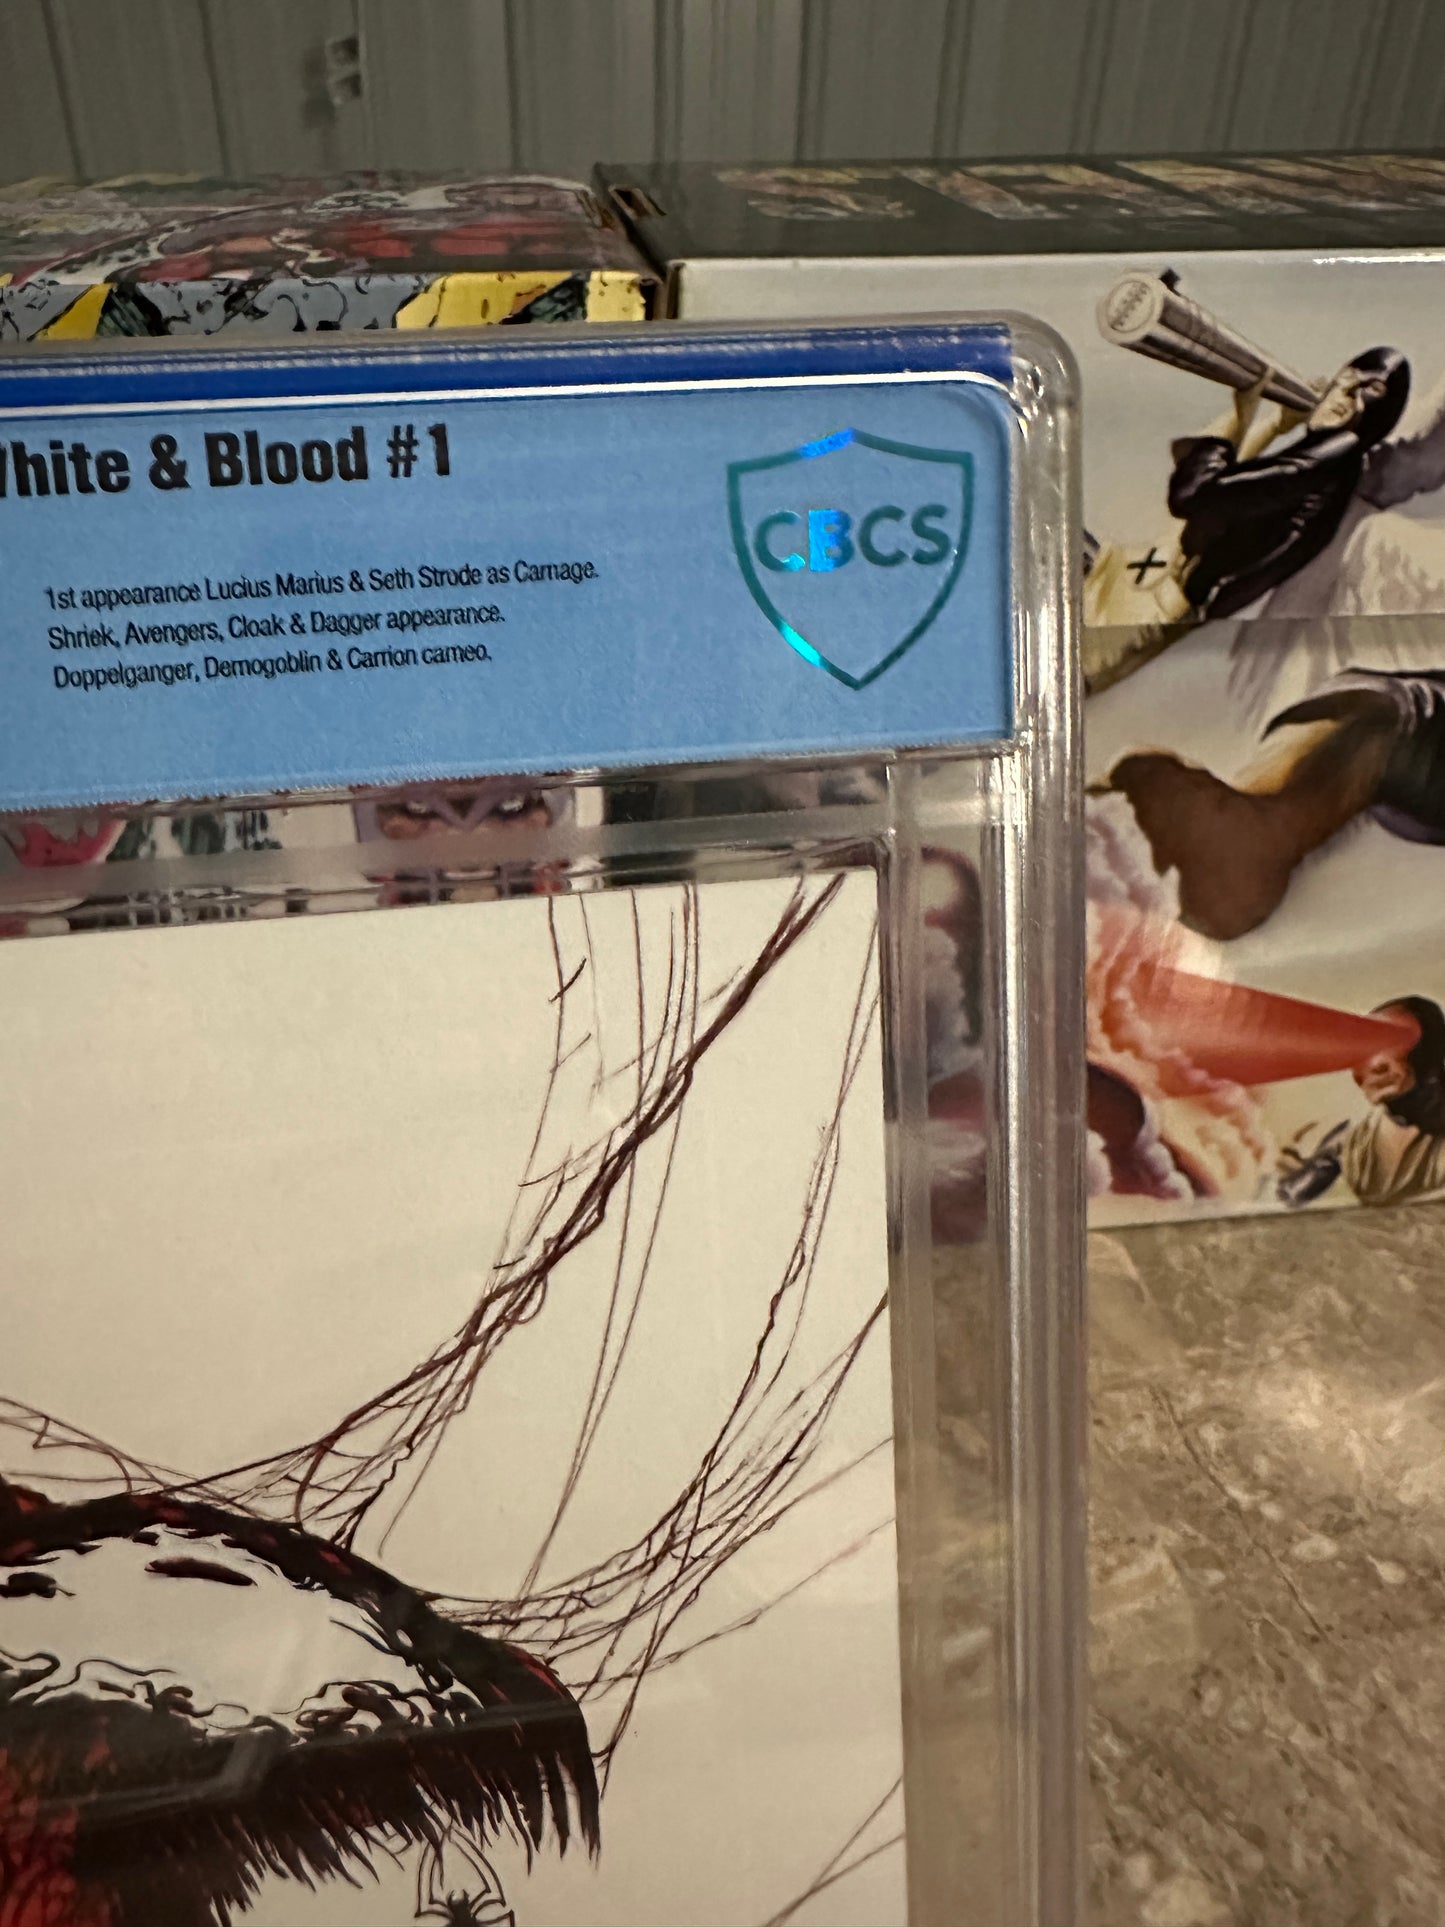 White & Blood #1
1st appearance Lucius Marius & Seth Strode as Carnage.
Shriek, Avengers, Cloak & Dagger appearance.
Doppelganger, Demogoblin & Carrion cameo.
CBCS
+